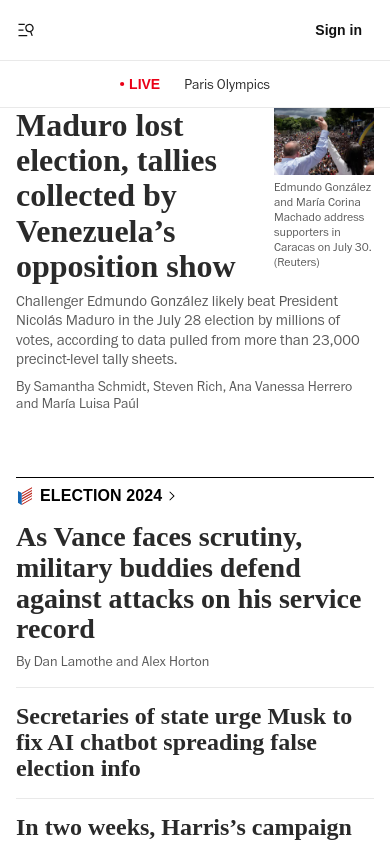 Sign in
• LIVE
Paris Olympics
Maduro lost
election, tallies
collected by
Venezuela’s
opposition show
Edmundo González
and María Corina
Machado address
supporters in
Caracas on July 30.
(Reuters)
Challenger Edmundo González likely beat President
Nicolás Maduro in the July 28 election by millions of
votes, according to data pulled from more than 23,000
precinct-level tally sheets.
By Samantha Schmidt, Steven Rich, Ana Vanessa Herrero
and María Luisa Paúl
ELECTION 2024
As Vance faces scrutiny,
military buddies defend
against attacks on his service
record
By Dan Lamothe and Alex Horton
Secretaries of state urge Musk to
fix AI chatbot spreading false
election info
In two weeks, Harris’s campaign